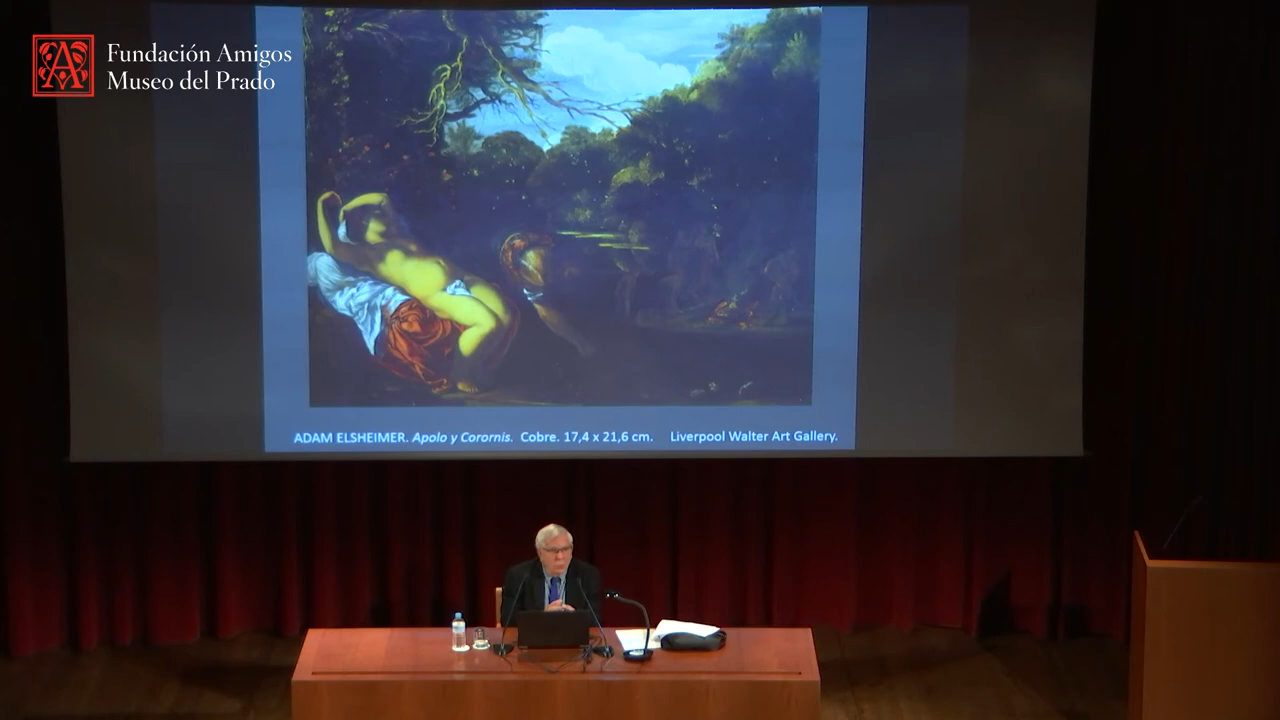 Fundación Amigos
Museo del Prado
ADAM ELSHEIMER. Apolo y Corornis. Cobre. 17,4 x 21,6 cm. Liverpool Walter Art Gallery.